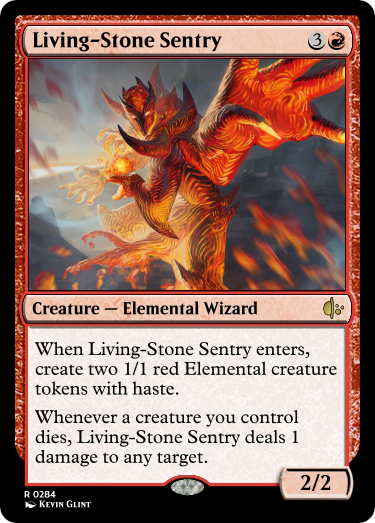 Living-Stone Sentry 3
Creature — Elemental Wizard
When Living-Stone Sentry enters,
create two 1/1 red Elemental creature
tokens with haste.
Whenever a creature you control
dies, Living-Stone Sentry deals 1
damage to any target.
2/2
R 0284
Kevin Glint